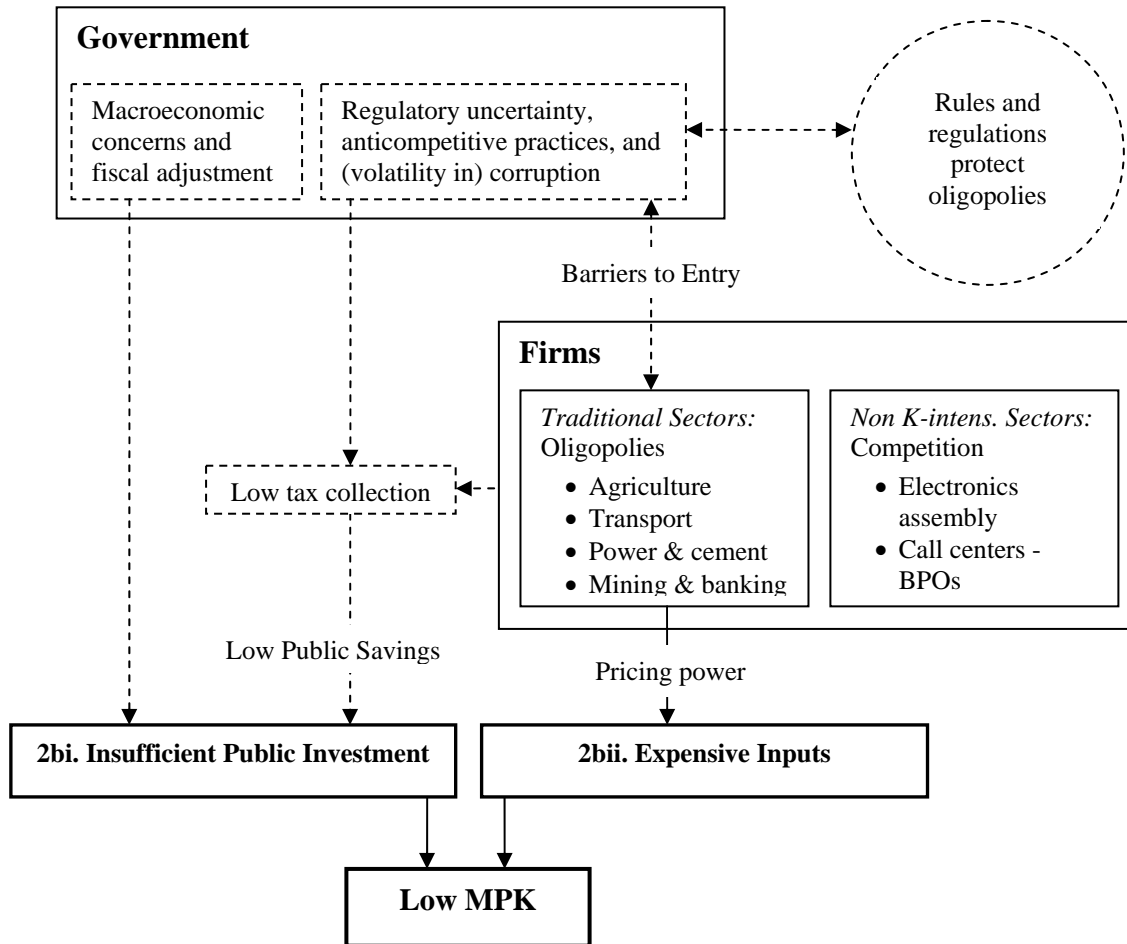 Government
Macroeconomic
concerns and
fiscal adjustment
Regulatory uncertainty,
anticompetitive practices, and
(volatility in) corruption
Rules and
regulations
protect
oligopolies
Barriers to Entry
Firms
Traditional Sectors:
Oligopolies
• Agriculture
• Transport
• Power & cement
• Mining & banking
Non K-intens. Sectors:
Competition
• Electronics
assembly
• Call centers -
BPOs
Low tax collection
Low Public Savings
Pricing power
2bi. Insufficient Public Investment
2bii. Expensive Inputs
Low MPK